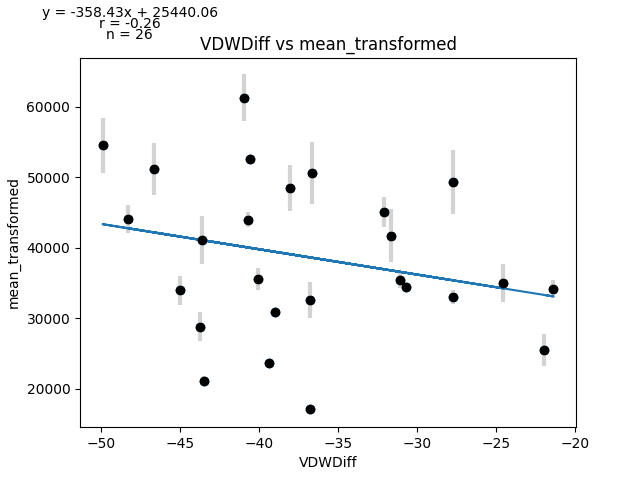 y = -358.43x + 25440.06
r = -0.26
n = 26
VDWDiff vs mean_transformed
60000
50000
40000
30000
20000
mean_transformed
−50
−45
−40
−35
−30
−25
−20
VDWDiff